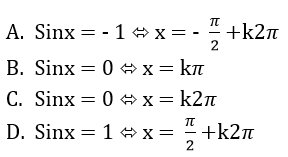 A. Sinx = - 1 ⇔ x = - π/2 +k2π
B. Sinx = 0 ⇔ x = kπ
C. Sinx = 0 ⇔ x = k2π
D. Sinx = 1 ⇔ x = π/2 +k2π